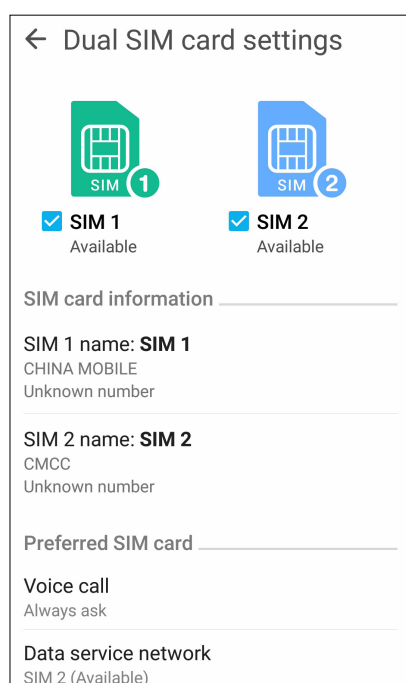 Dual SIM card settings
SIM 1
SIM 2
SIM 1
SIM 2
Available
Available
SIM card information
SIM 1 name: SIM 1
CHINA MOBILE
Unknown number
SIM 2 name: SIM 2
CMCC
Unknown number
Preferred SIM card
Voice call
Always ask
Data service network
SIM 2 (Available)